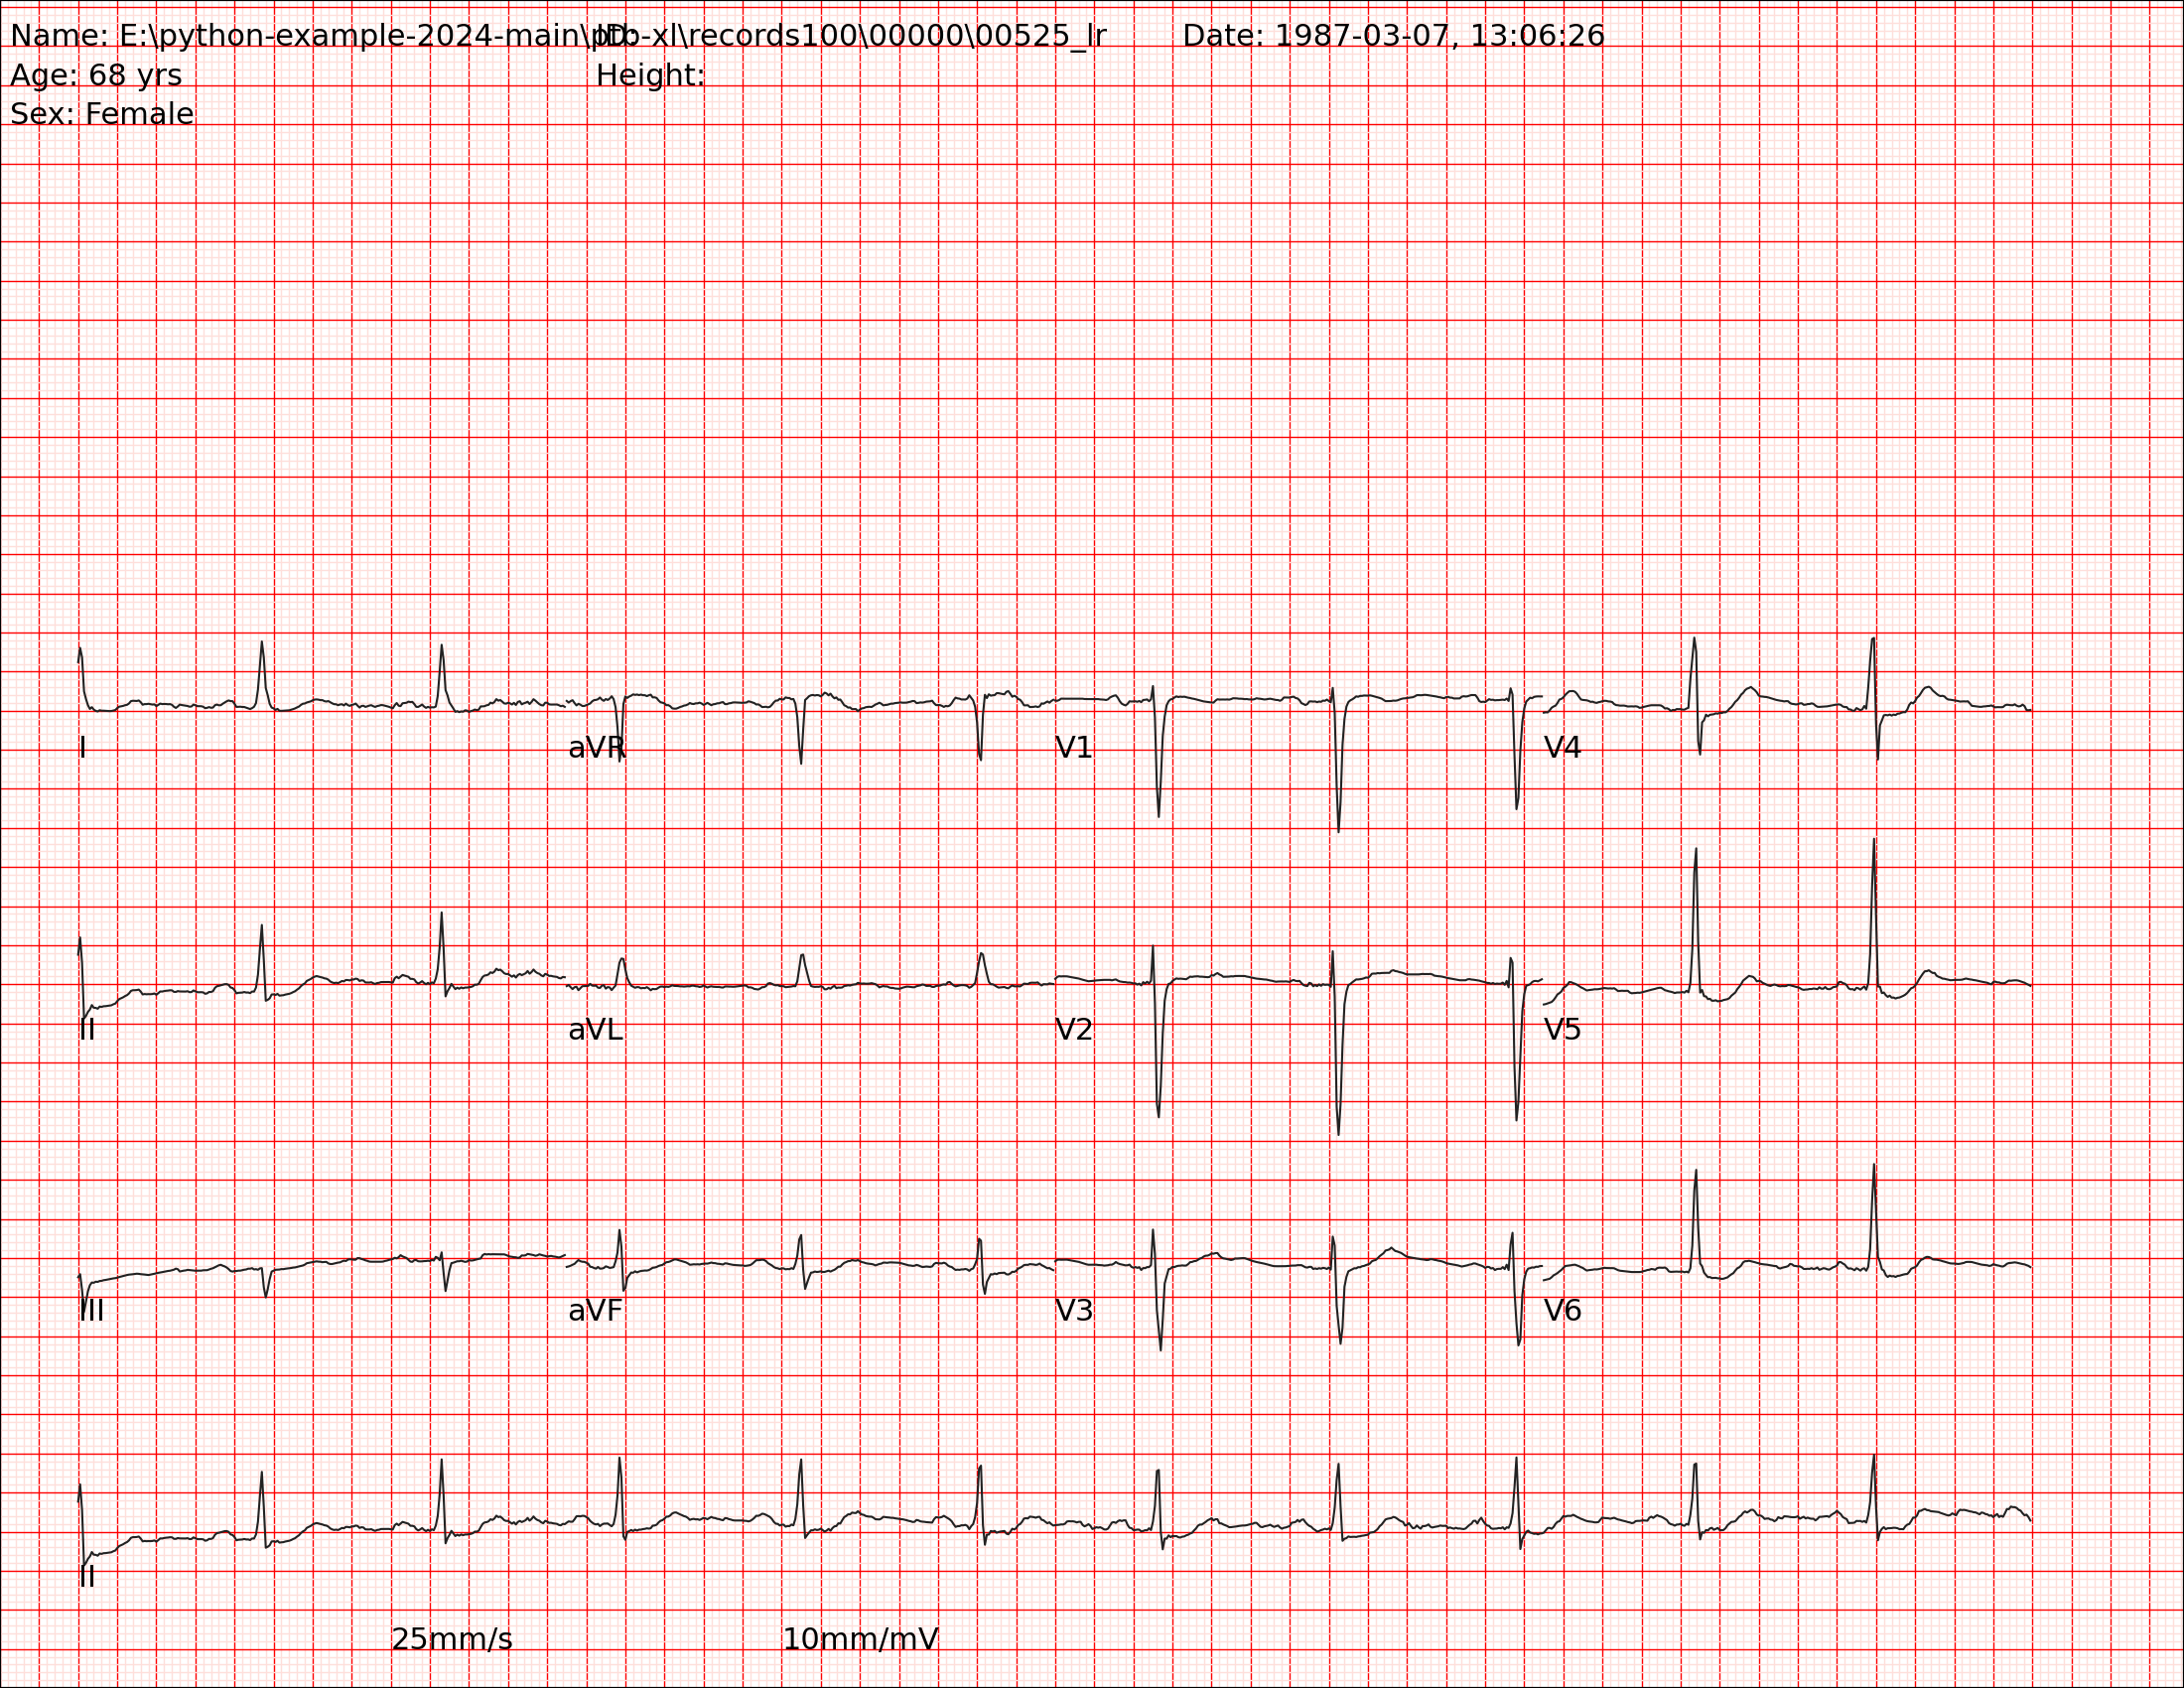 Name: E:\python-example-2024-main\ptb-xl\records100\00000\00525_lr ID: Date: 1987-03-07, 13:06:26
Age: 68 yrs Height:
Sex: Female
I aVR V1 V4
II aVL V2 V5
III aVF V3 V6
II
25mm/s 10mm/mV